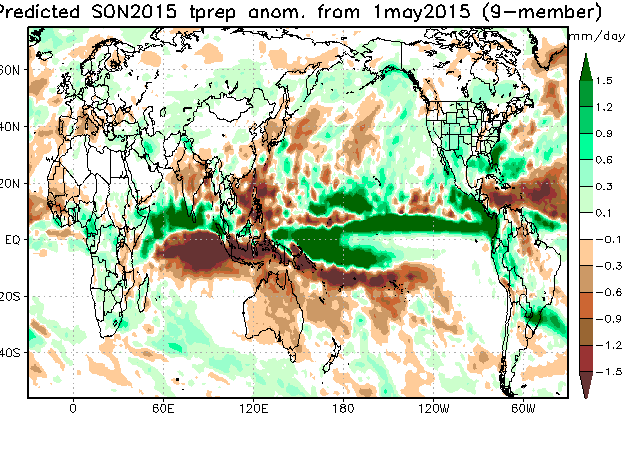 Predicted SON2015 tprep anom. from 1may2015 (9-member)
mm/day
60N
40N
20N
EQ
20S
40S
0
60E
120E
180
120W
60W
1.5
1.2
0.9
0.6
0.3
0.1
-0.1
-0.3
-0.6
-0.9
-1.2
-1.5